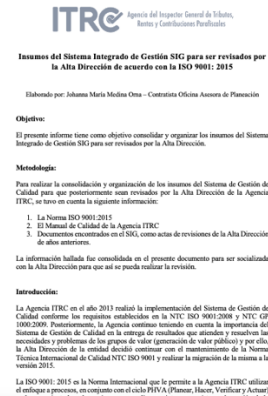 ITRC Agencia del Inspector General de Tributos,
Rentas y Contribuciones Parafiscales
Insumos del Sistema Integrado de Gestión SIG para ser revisados por
la Alta Dirección de acuerdo con la ISO 9001: 2015
Elaborado por: Johanna María Medina Orna – Contratista Oficina Asesora de Planeación
Objetivo:
El presente informe tiene como objetivo consolidar y organizar los insumos del Sistema
Integrado de Gestión SIG para ser revisados por la Alta Dirección.
Metodología:
Para realizar la consolidación y organización de los insumos del Sistema de Gestión de
Calidad para que posteriormente sean revisados por la Alta Dirección de la Agencia
ITRC, se tuvo en cuenta la siguiente información:
1. La Norma ISO 9001:2015
2. El Manual de Calidad de la Agencia ITRC
3. Documentos encontrados en el SIG, como actas de revisiones de la Alta Dirección
de años anteriores.
La información hallada fue consolidada en el presente documento para ser socializada
con la Alta Dirección para que así se pueda realizar la revisión.
Introducción:
La Agencia ITRC en el año 2013 realizó la implementación del Sistema de Gestión de
Calidad conforme los requisitos establecidos en la NTC ISO 9001:2008 y NTC GP
1000:2009. Posteriormente, la Agencia continuo teniendo en cuenta la importancia del
Sistema de Gestión de Calidad en la entrega de resultados que atienden y resuelven las
necesidades y problemas de los grupos de valor (generación de valor público) y por ello,
la Alta Dirección de la entidad decidió continuar con el mantenimiento de la Norma
Técnica Internacional de Calidad NTC ISO 9001 y realizar la migración de la misma a la
versión 2015.
La ISO 9001: 2015 es la Norma Internacional que le permite a la Agencia ITRC utilizar
el enfoque a procesos, en conjunto con el ciclo PHVA (Planear, Hacer, Verificar y Actuar)